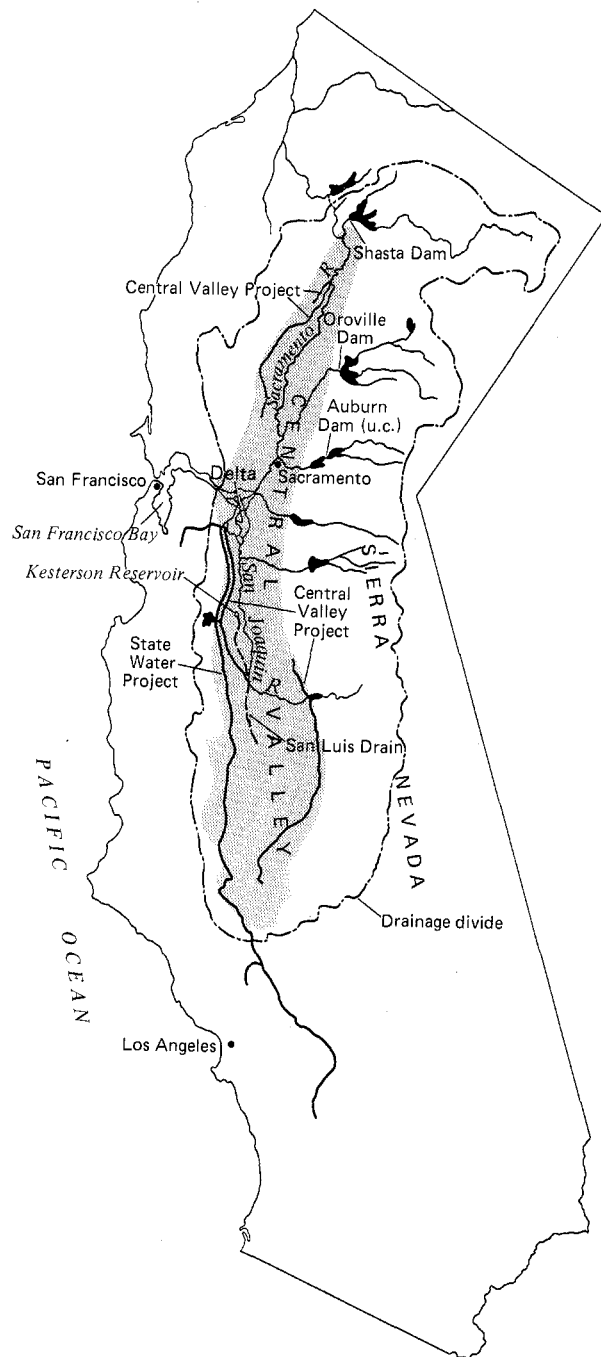 Shasta Dam
Central Valley Project
Sacramento R
Oroville
Dam
Auburn
Dam (u.c.)
CENTRAL VALLEY
San Francisco
Delta
Sacramento
San Francisco Bay
Kesterson Reservoir
San Joaquin R
Central
Valley
Project
SIERRA NEVADA
State
Water
Project
San Luis Drain
PACIFIC
OCEAN
Drainage divide
Los Angeles